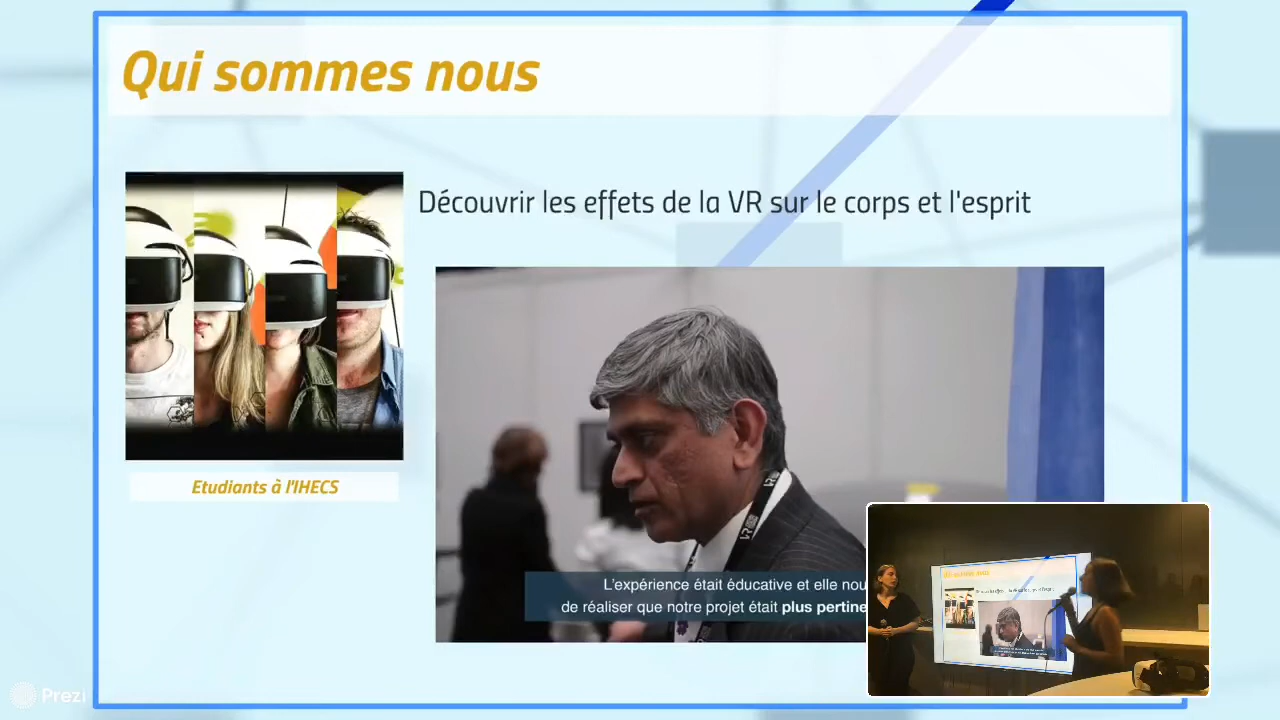 Qui sommes nous
Découvrir les effets de la VR sur le corps et l'esprit
Etudiants à l'IHECS
L'expérience était éducative et elle nou
de réaliser que notre projet était plus pertine
VR
Prezi